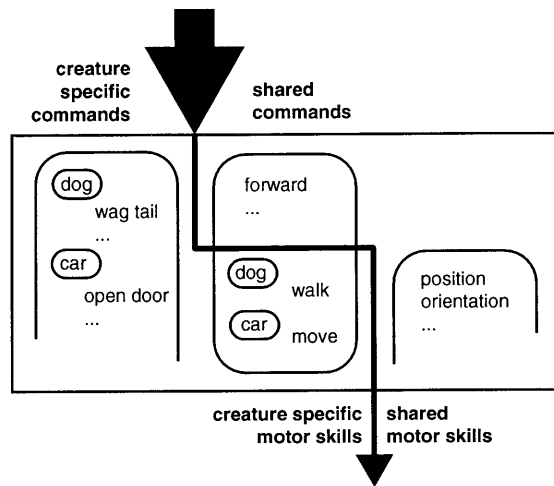 creature
specific
commands
shared
commands
dog
wag tail
...
car
open door
...
forward
...
dog
walk
car
move
position
orientation
...
creature specific
motor skills
shared
motor skills